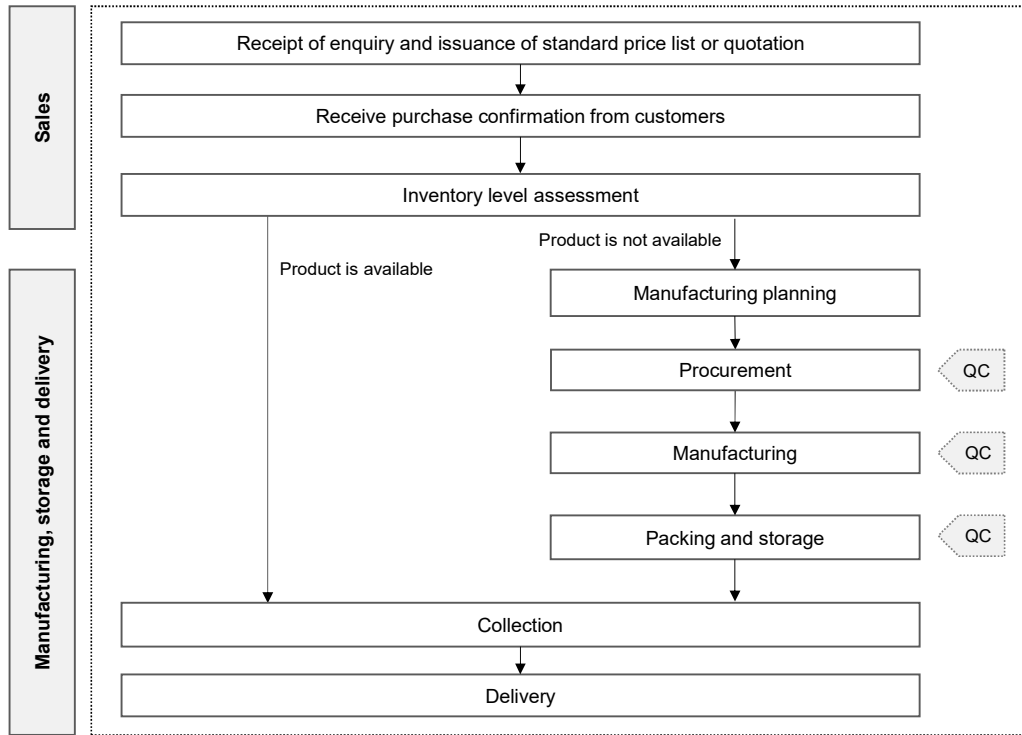 Sales
Receipt of enquiry and issuance of standard price list or quotation
Receive purchase confirmation from customers
Inventory level assessment
Product is not available
Product is available
Manufacturing, storage and delivery
Manufacturing planning
Procurement
QC
Manufacturing
QC
Packing and storage
QC
Collection
Delivery